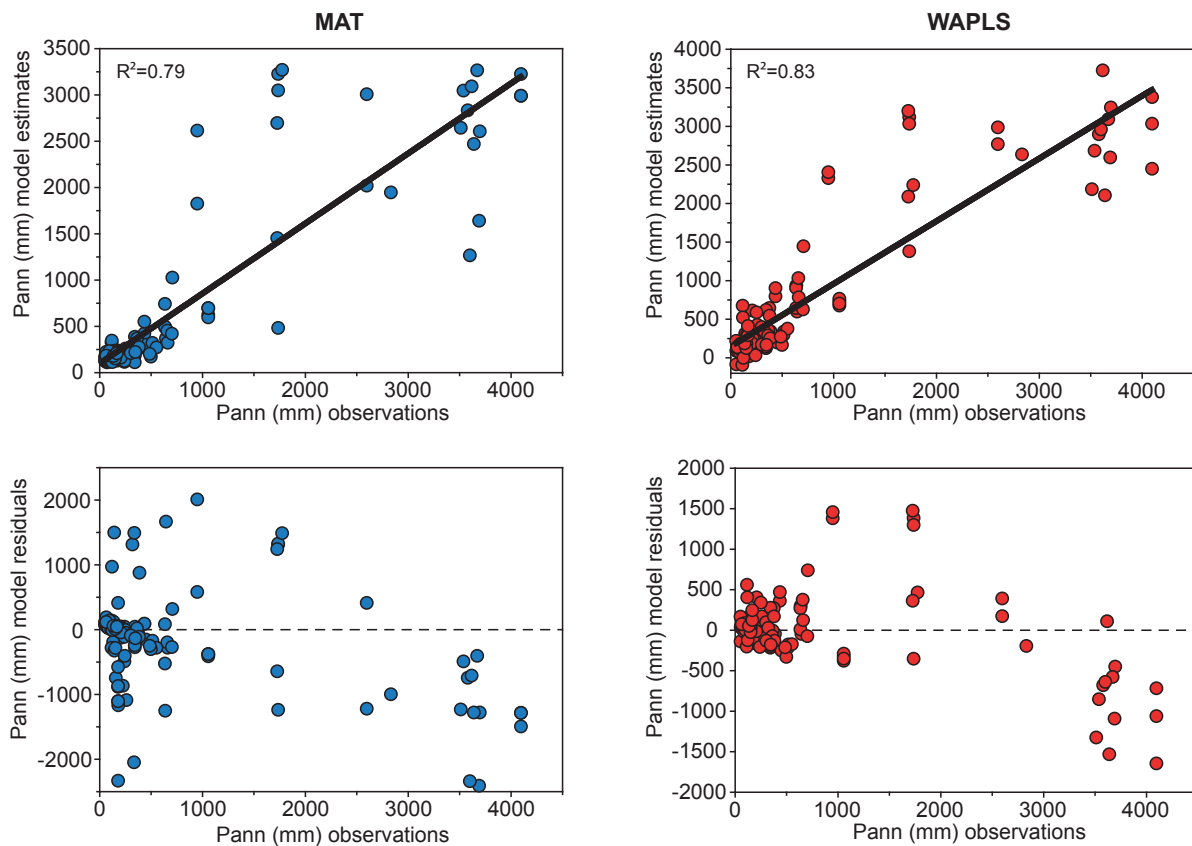 MAT
WAPLS
Pann (mm) model estimates
3500
3000
2500
2000
1500
1000
500
0
R²=0.79
0 1000 2000 3000 4000
Pann (mm) observations
Pann (mm) model estimates
4000
3500
3000
2500
2000
1500
1000
500
0
R²=0.83
0 1000 2000 3000 4000
Pann (mm) observations
Pann (mm) model residuals
2000
1000
0
-1000
-2000
0 1000 2000 3000 4000
Pann (mm) observations
Pann (mm) model residuals
2000
1500
1000
500
0
-500
-1000
-1500
-2000
0 1000 2000 3000 4000
Pann (mm) observations